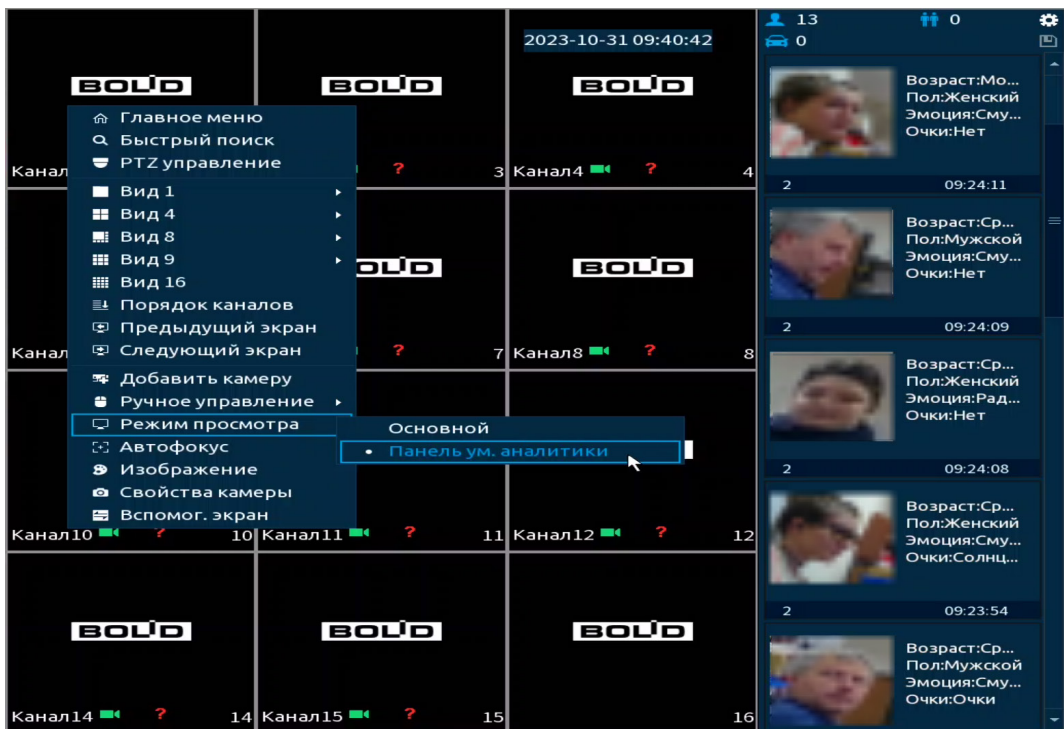 2023-10-31 09:40:42
13
0
0
BOLID
BOLID
BOLID
Канал
?
3
Канал4
?
4
Главное меню
Быстрый поиск
PTZ управление
Вид 1
Вид 4
Вид 8
Вид 9
Вид 16
Порядок каналов
Предыдущий экран
Следующий экран
Добавить камеру
Ручное управление
Режим просмотра
Автофокус
Изображение
Свойства камеры
Вспомог. экран
Основной
• Панель ум. аналитики
OLID
BOLID
Канал
?
7
Канал8
?
8
Канал10
?
10
Канал11
?
11
Канал12
?
12
BOLID
BOLID
BOLID
Канал14
?
14
Канал15
?
15
16
Возраст:Мо...
Пол:Женский
Эмоция:Сму...
Очки:Нет
2
09:24:11
Возраст:Ср...
Пол:Мужской
Эмоция:Сму...
Очки:Нет
2
09:24:09
Возраст:Ср...
Пол:Женский
Эмоция:Рад...
Очки:Нет
2
09:24:08
Возраст:Ср...
Пол:Женский
Эмоция:Сму...
Очки:Солнц...
2
09:23:54
Возраст:Ср...
Пол:Мужской
Эмоция:Сму...
Очки:Очки